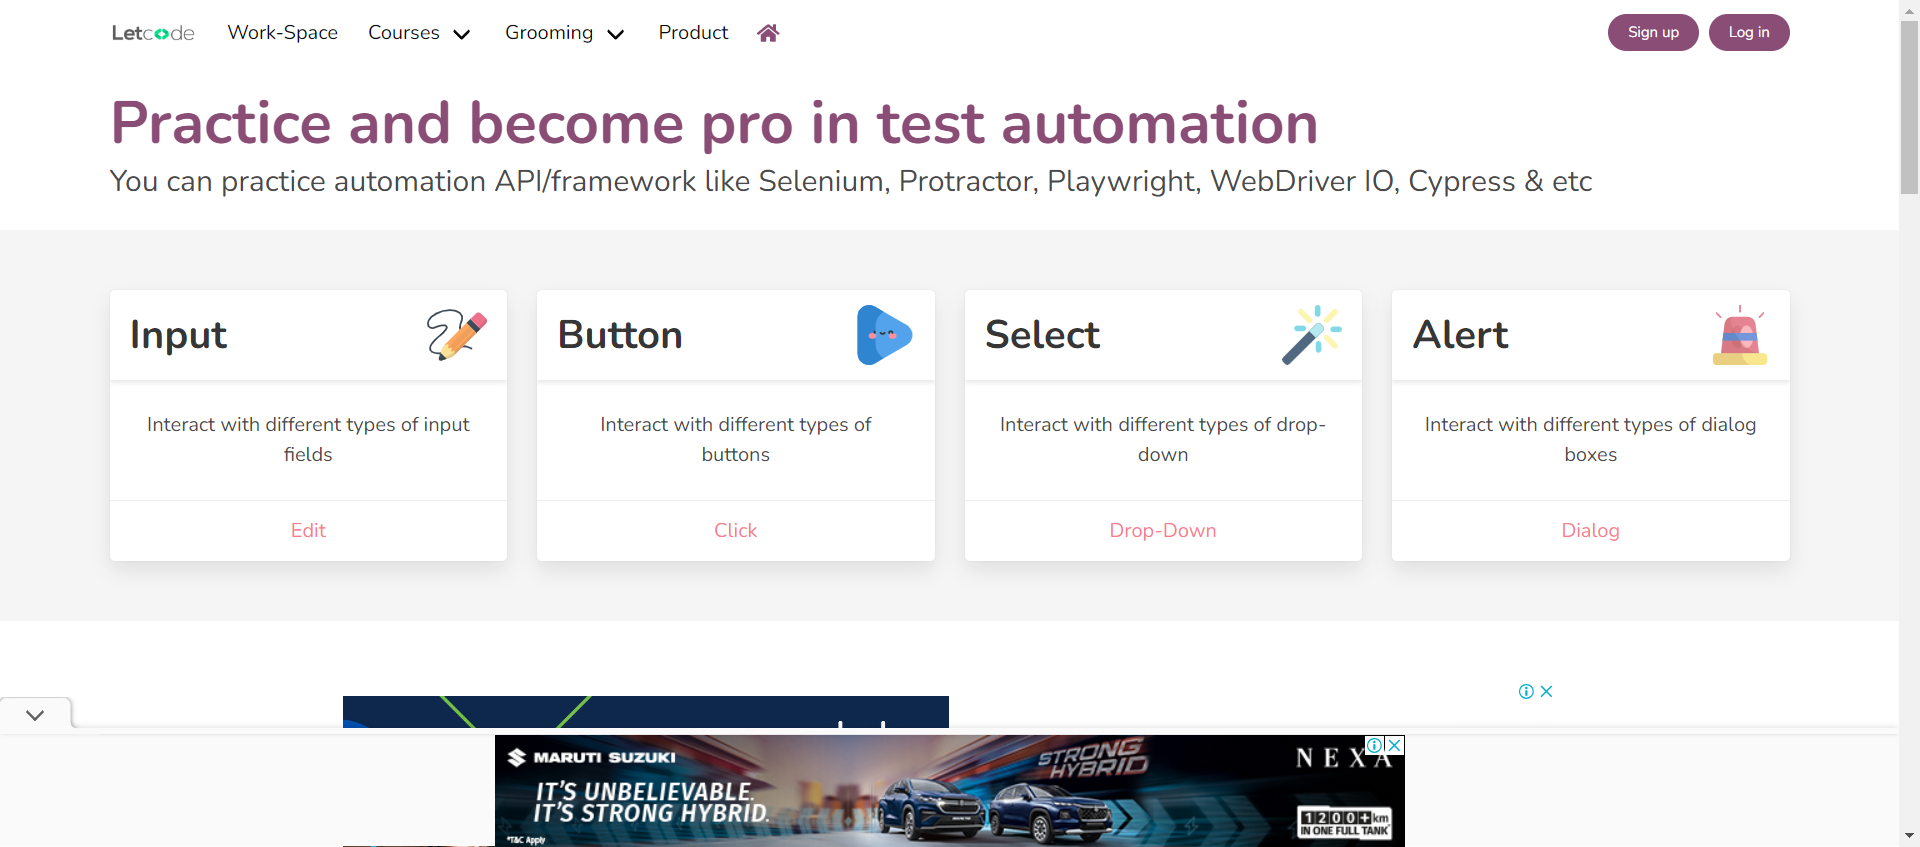 Letcode
Work-Space
Courses
Grooming
Product
Sign up
Log in
Practice and become pro in test automation
You can practice automation API/framework like Selenium, Protractor, Playwright, WebDriver IO, Cypress & etc
Input
Interact with different types of input
fields
Edit
Button
Interact with different types of
buttons
Click
Select
Interact with different types of drop-
down
Drop-Down
Alert
Interact with different types of dialog
boxes
Dialog
MARUTI SUZUKI
IT'S UNBELIEVABLE.
IT'S STRONG HYBRID.
*T&C Apply
STRONG
HYBRID
NEXA
1200+km
IN ONE FULL TANK*